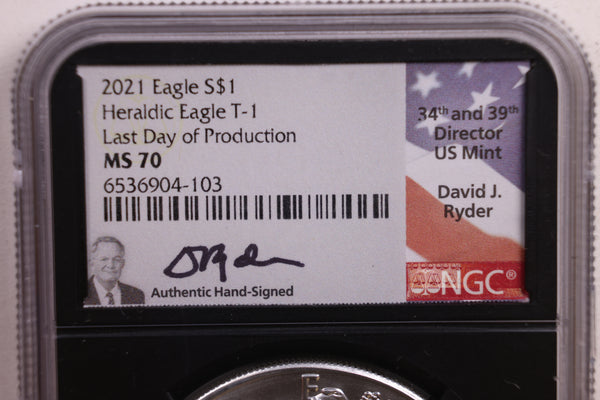 2021 Eagle S$1
Heraldic Eagle T-1
Last Day of Production
MS 70
6536904-103
DRyder
Authentic Hand-Signed
34th and 39th
Director
US Mint
David J.
Ryder
NGC®